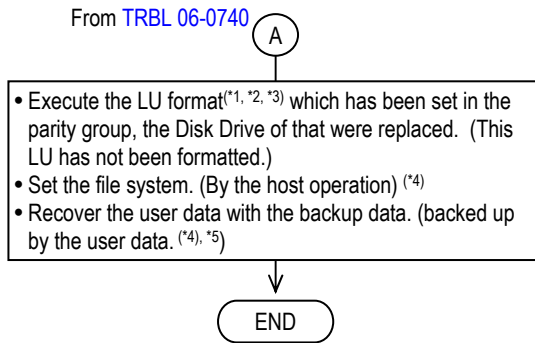 From TRBL 06-0740
A
• Execute the LU format(*1, *2, *3) which has been set in the
parity group, the Disk Drive of that were replaced. (This
LU has not been formatted.)
• Set the file system. (By the host operation) (*4)
• Recover the user data with the backup data. (backed up
by the user data. (*4), *5)
END